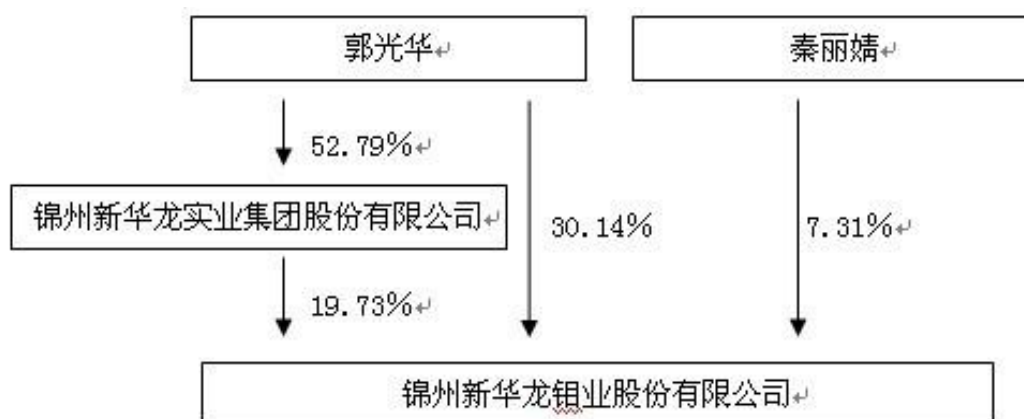 郭光华
秦丽婧
52.79%
锦州新华龙实业集团股份有限公司
30.14%
7.31%
19.73%
锦州新华龙钼业股份有限公司